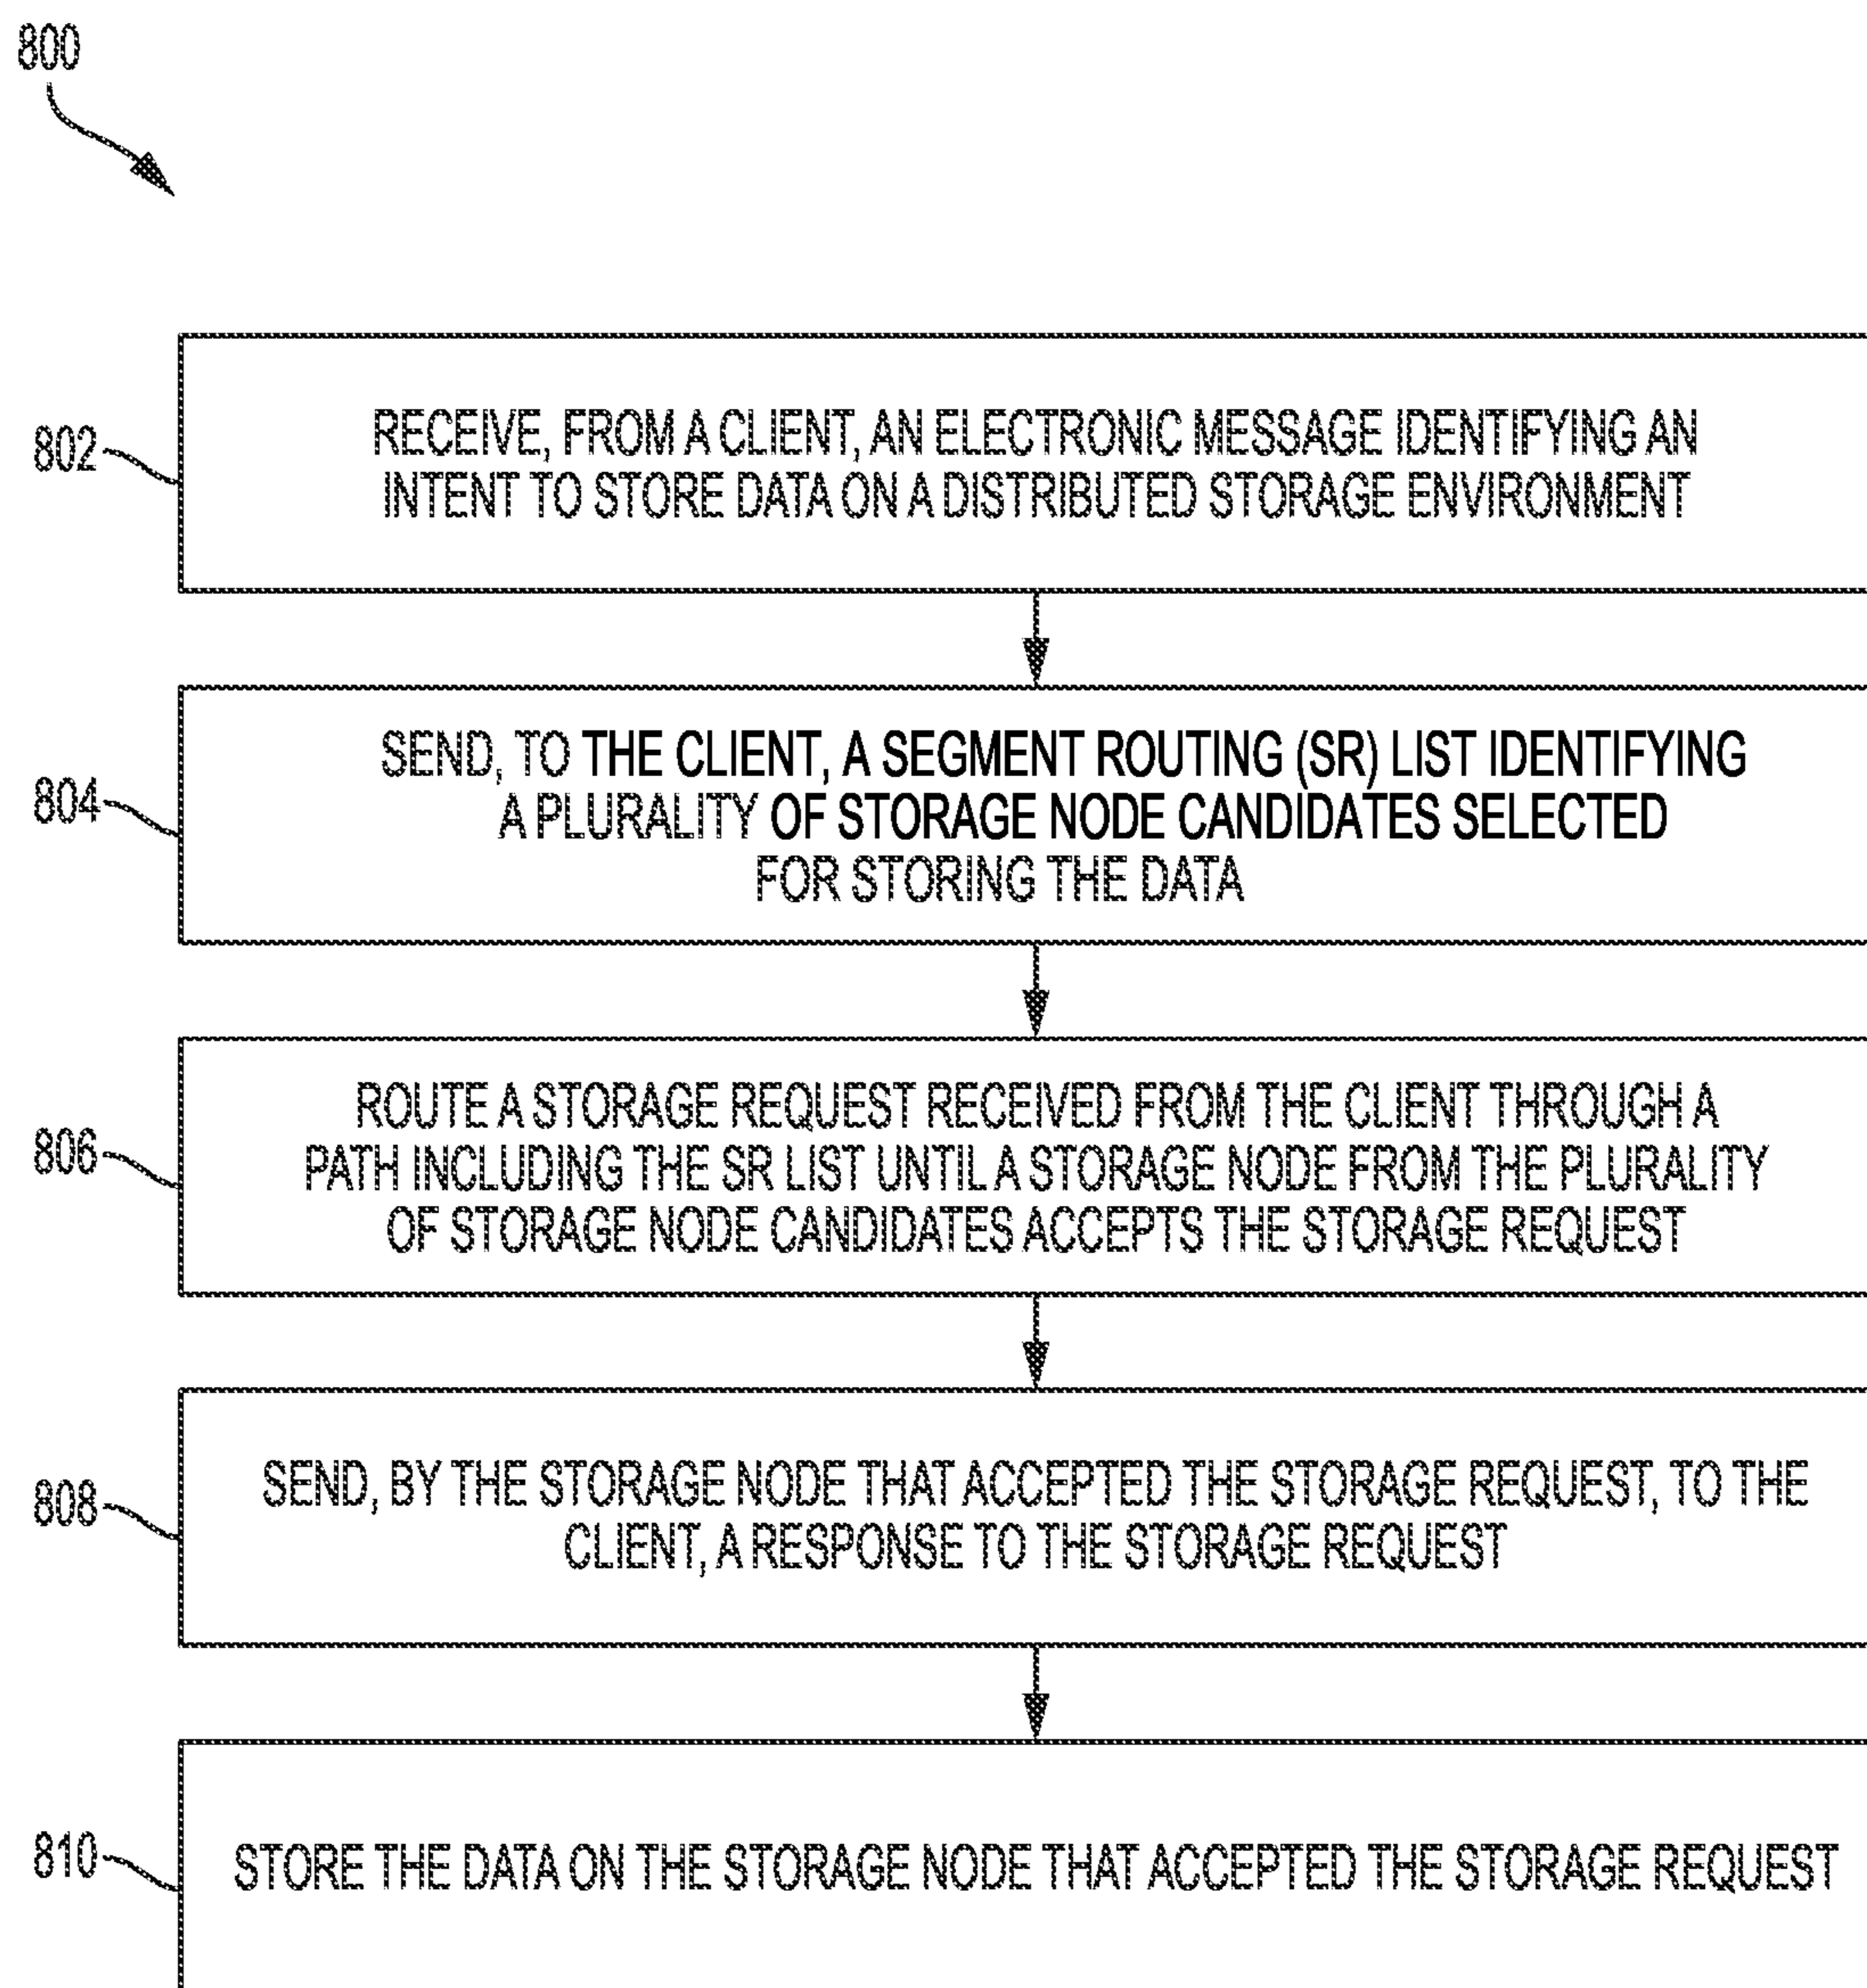 800
802
RECEIVE, FROM A CLIENT, AN ELECTRONIC MESSAGE IDENTIFYING AN
INTENT TO STORE DATA ON A DISTRIBUTED STORAGE ENVIRONMENT
804
SEND, TO THE CLIENT, A SEGMENT ROUTING (SR) LIST IDENTIFYING
A PLURALITY OF STORAGE NODE CANDIDATES SELECTED
FOR STORING THE DATA
806
ROUTE A STORAGE REQUEST RECEIVED FROM THE CLIENT THROUGH A
PATH INCLUDING THE SR LIST UNTIL A STORAGE NODE FROM THE PLURALITY
OF STORAGE NODE CANDIDATES ACCEPTS THE STORAGE REQUEST
808
SEND, BY THE STORAGE NODE THAT ACCEPTED THE STORAGE REQUEST, TO THE
CLIENT, A RESPONSE TO THE STORAGE REQUEST
810
STORE THE DATA ON THE STORAGE NODE THAT ACCEPTED THE STORAGE REQUEST